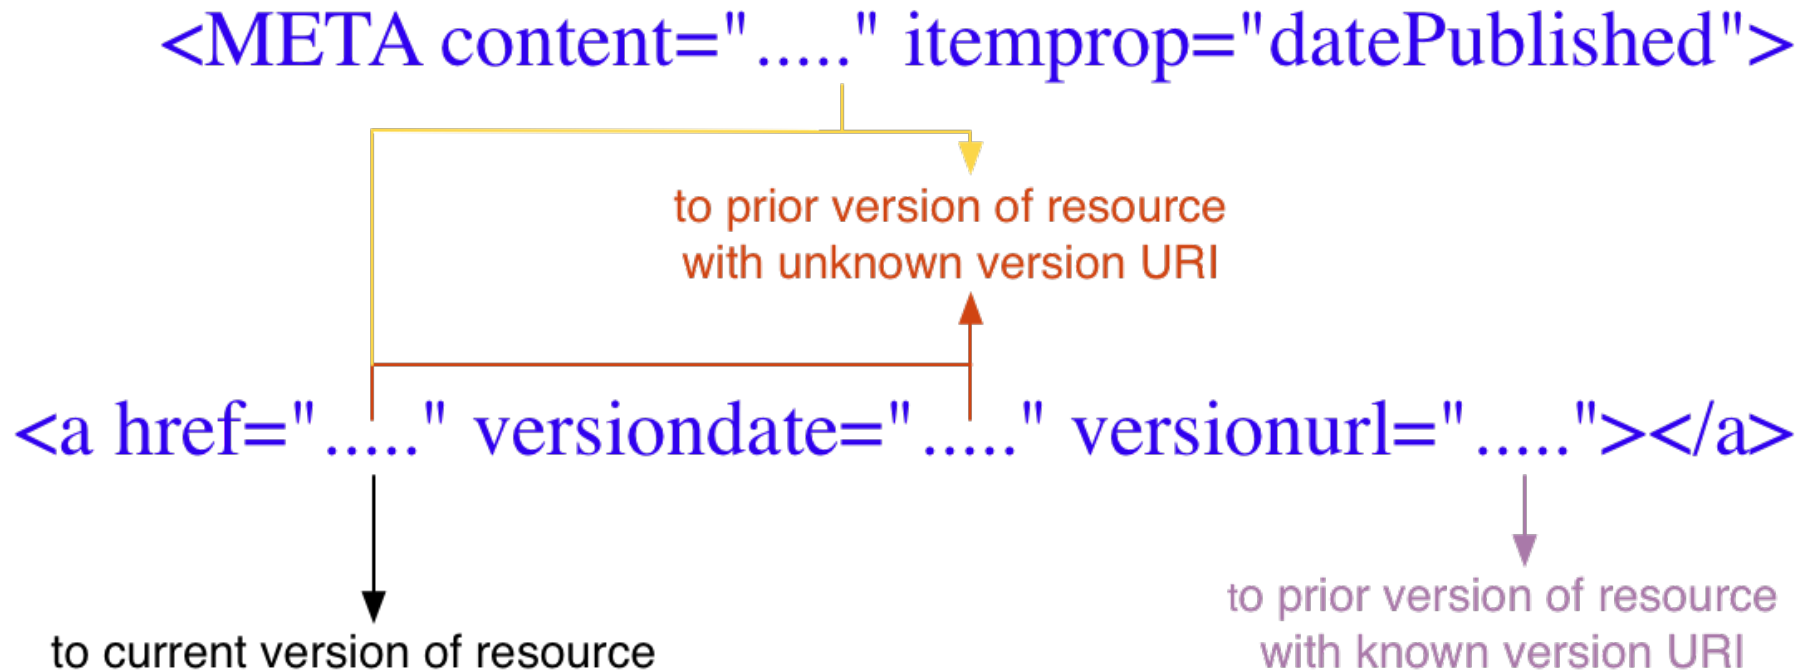 <META content="....." itemprop="datePublished">
to prior version of resource
with unknown version URI
<a href="....." versiondate="....." versionurl="....."></a>
to current version of resource
to prior version of resource
with known version URI